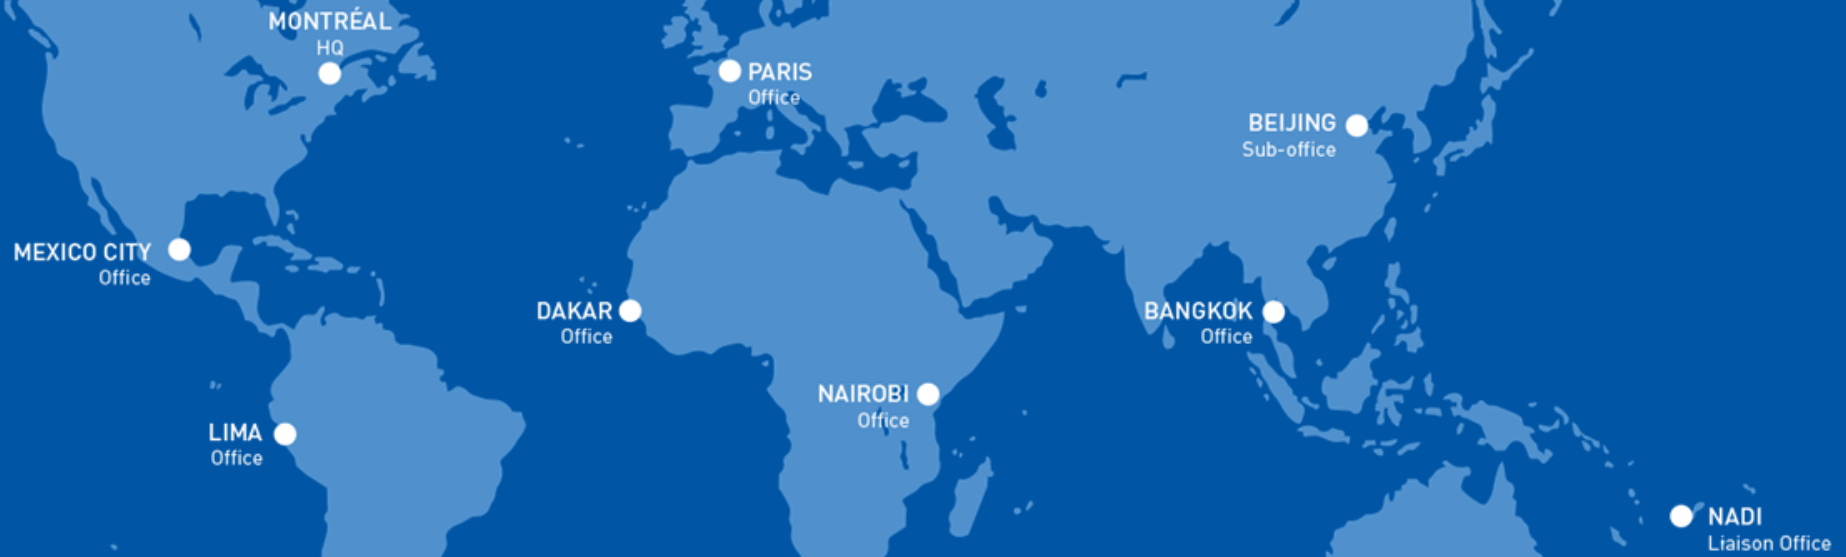 MONTRÉAL
HQ
PARIS
Office
BEIJING
Sub-office
MEXICO CITY
Office
DAKAR
Office
BANGKOK
Office
NAIROBI
Office
LIMA
Office
NADI
Liaison Office